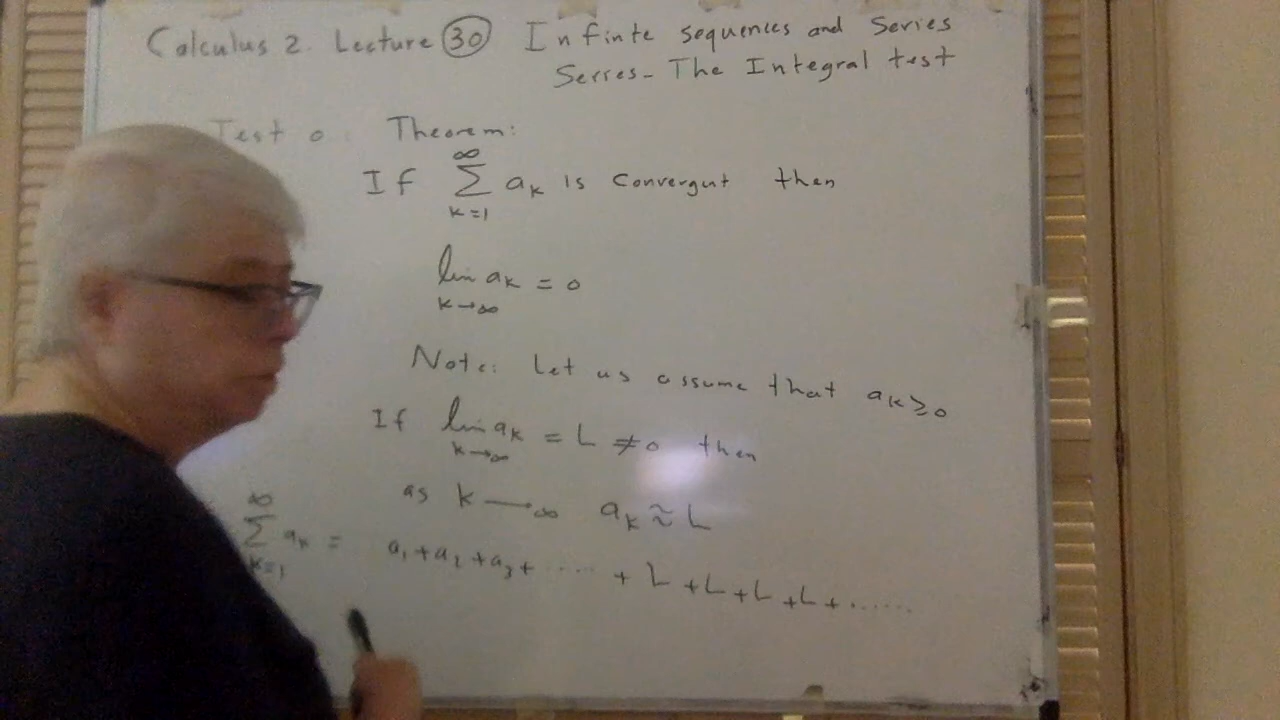 Calculus 2. Lecture 30 Infinte sequences and Series
Serres - The Integral test
Test 0: Theorem:
If ∑_{k=1}^{∞} a_k is convergent then
lim_{k→∞} a_k = 0
Note: Let us assume that a_k ≥ 0
If lim_{k→∞} a_k = L ≠ 0 then
as k → ∞ a_k ≈ L
∑_{k=1}^{∞} a_k = a_1 + a_2 + a_3 + ..... + L + L + L + L + ......